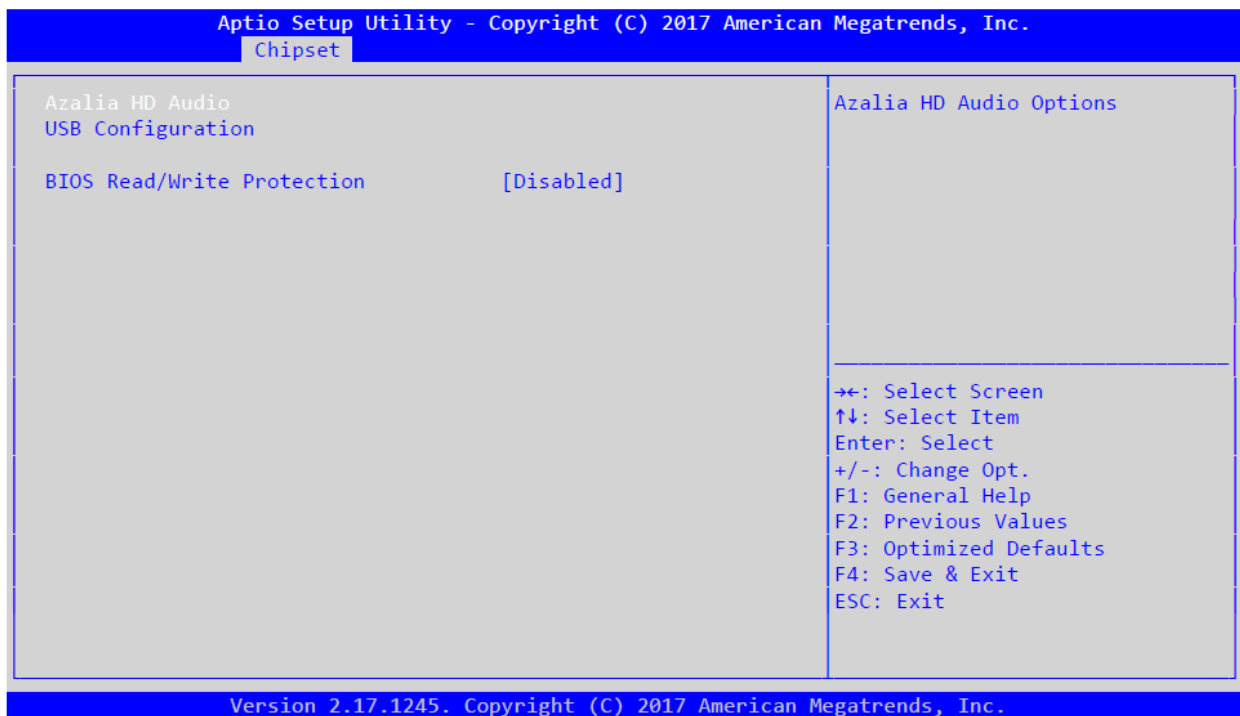 Aptio Setup Utility - Copyright (C) 2017 American Megatrends, Inc.
Chipset
Azalia HD Audio
USB Configuration
BIOS Read/Write Protection [Disabled]
Azalia HD Audio Options
→←: Select Screen
↑↓: Select Item
Enter: Select
+/-: Change Opt.
F1: General Help
F2: Previous Values
F3: Optimized Defaults
F4: Save & Exit
ESC: Exit
Version 2.17.1245. Copyright (C) 2017 American Megatrends, Inc.